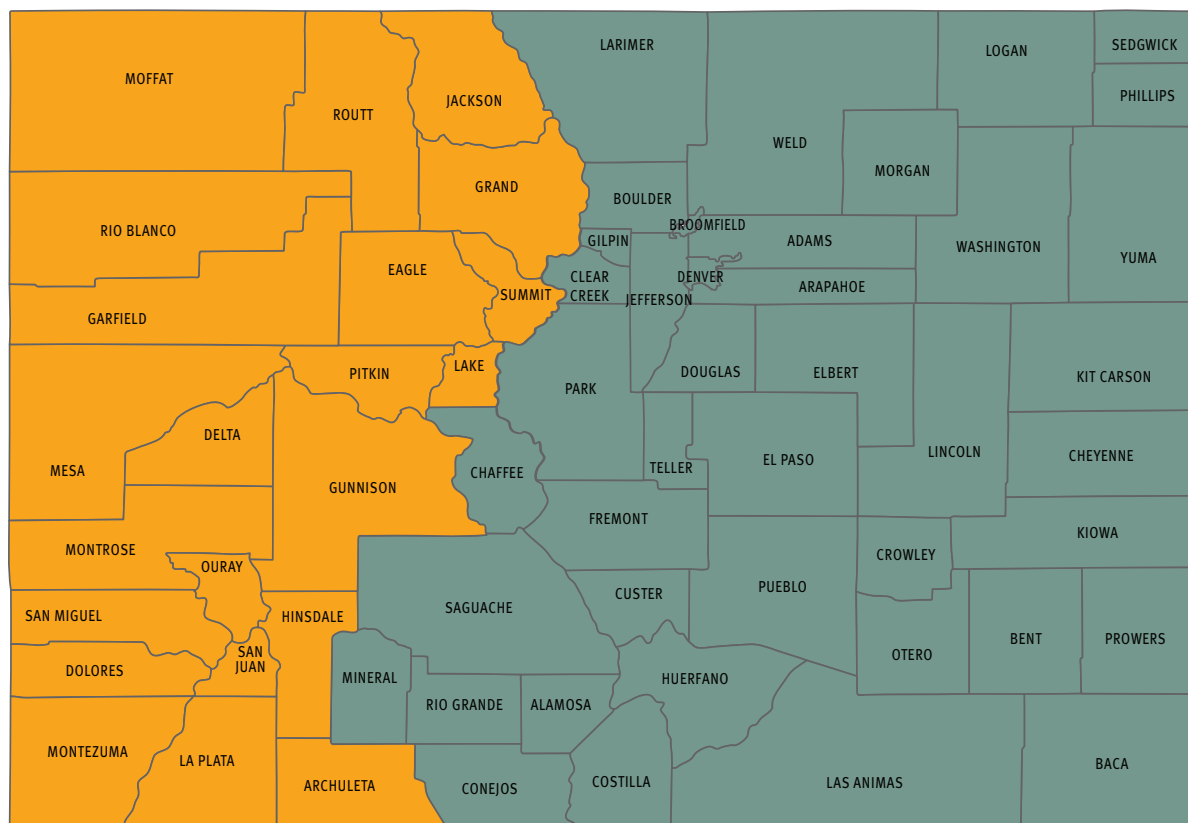 LARIMER
LOGAN
SEDGWICK
MOFFAT
PHILLIPS
JACKSON
ROUTT
WELD
MORGAN
GRAND
BOULDER
BROOMFIELD
RIO BLANCO
GILPIN
ADAMS
WASHINGTON
YUMA
EAGLE
CLEAR
CREEK
DENVER
ARAPAHOE
SUMMIT
JEFFERSON
GARFIELD
LAKE
PITKIN
DOUGLAS
ELBERT
KIT CARSON
PARK
DELTA
MESA
CHAFFEE
TELLER
EL PASO
LINCOLN
CHEYENNE
GUNNISON
FREMONT
KIOWA
MONTROSE
CROWLEY
OURAY
PUEBLO
CUSTER
SAGUACHE
SAN MIGUEL
HINSDALE
BENT
PROWERS
SAN
JUAN
OTERO
DOLORES
MINERAL
HUERFANO
RIO GRANDE
ALAMOSA
MONTEZUMA
LA PLATA
BACA
ARCHULETA
CONEJOS
COSTILLA
LAS ANIMAS